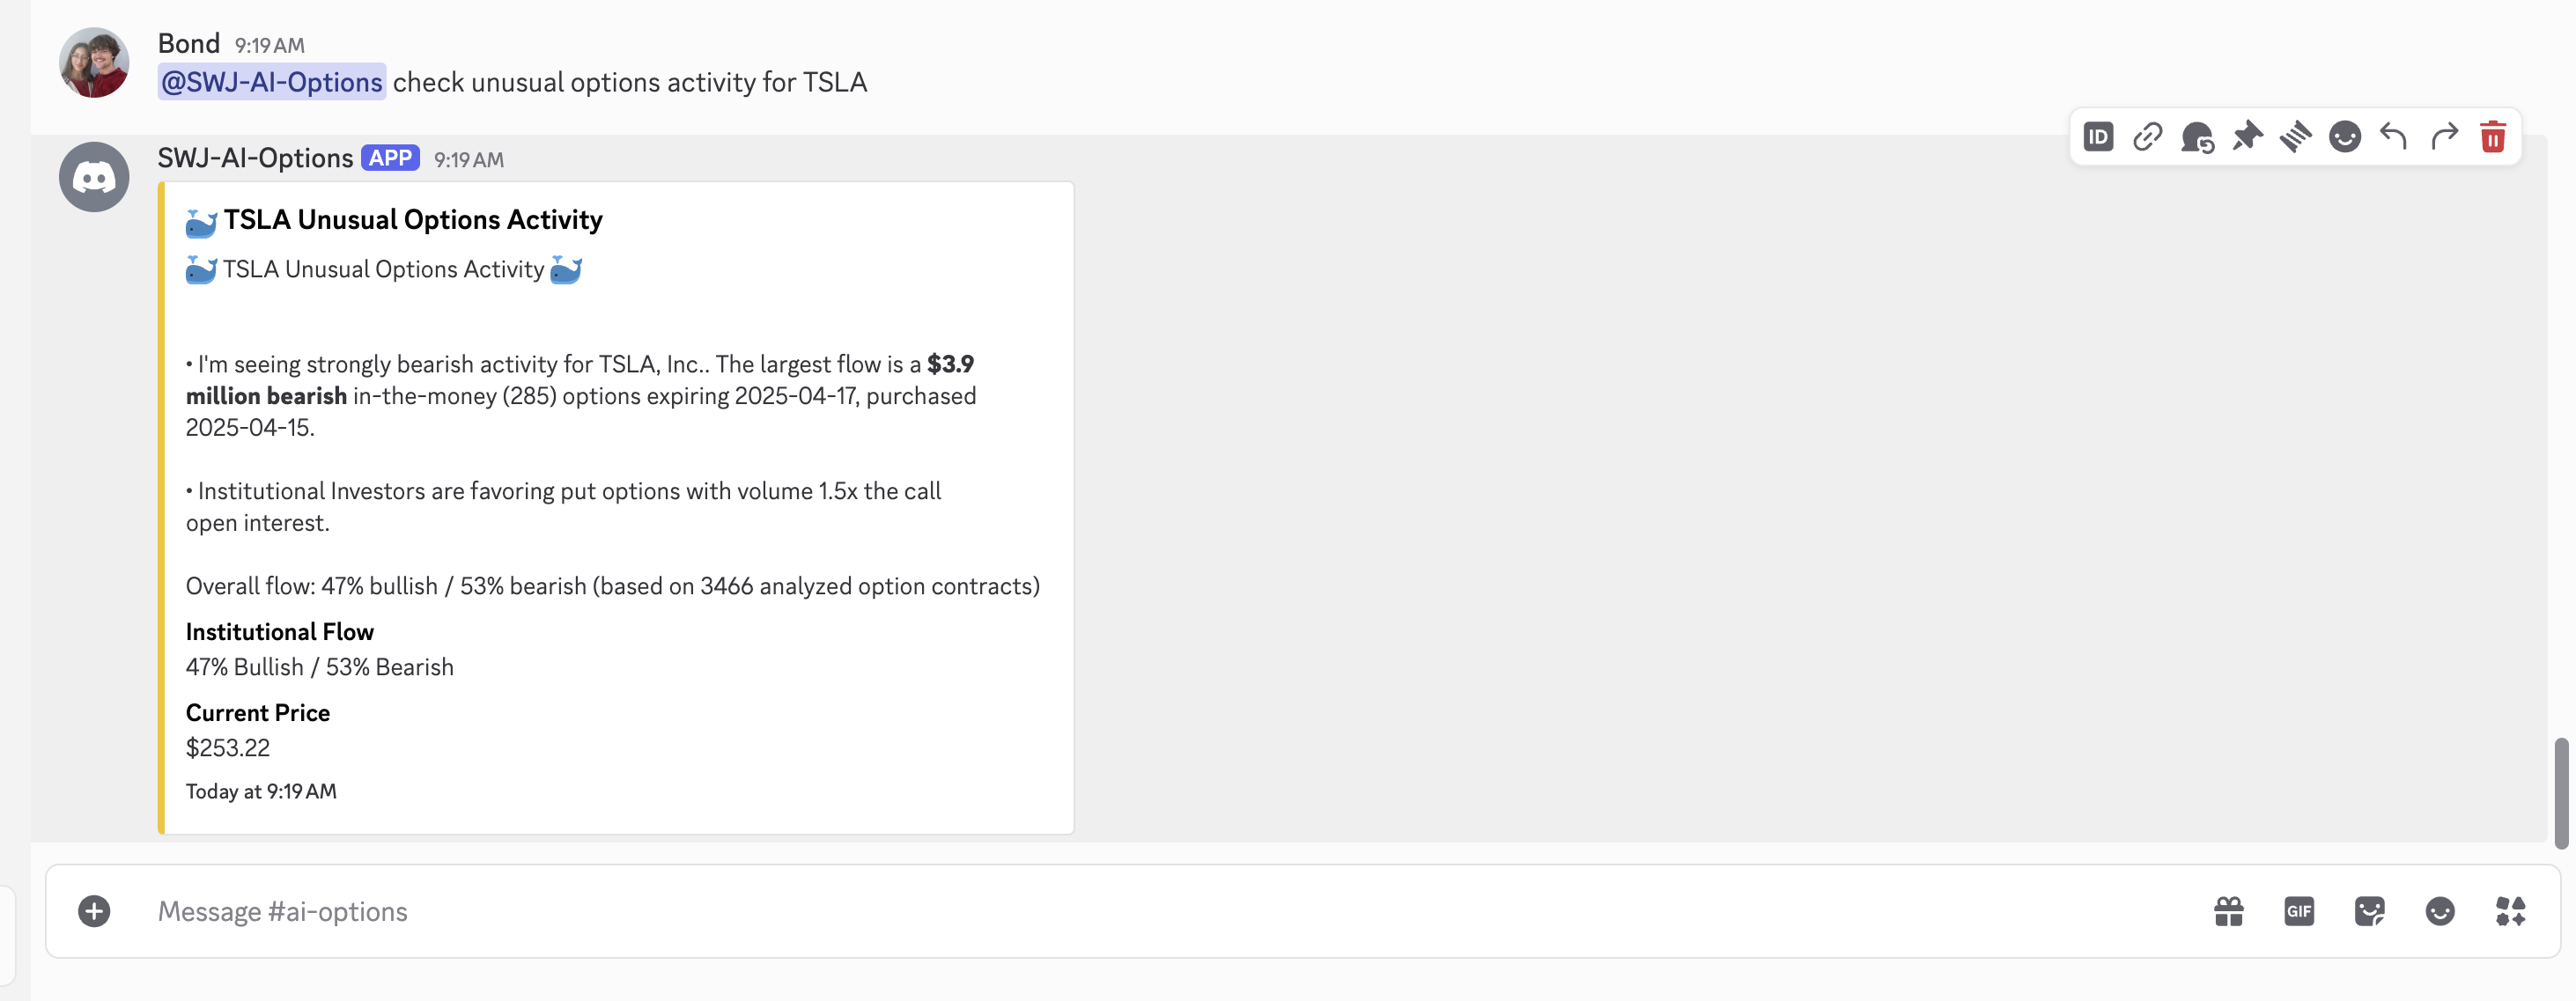 Bond 9:19 AM
@SWJ-AI-Options check unusual options activity for TSLA
ID
SWJ-AI-Options APP 9:19 AM
🐳 TSLA Unusual Options Activity
🐳 TSLA Unusual Options Activity 🐳
• I'm seeing strongly bearish activity for TSLA, Inc.. The largest flow is a $3.9
million bearish in-the-money (285) options expiring 2025-04-17, purchased
2025-04-15.
• Institutional Investors are favoring put options with volume 1.5x the call
open interest.
Overall flow: 47% bullish / 53% bearish (based on 3466 analyzed option contracts)
Institutional Flow
47% Bullish / 53% Bearish
Current Price
$253.22
Today at 9:19 AM
Message #ai-options
GIF